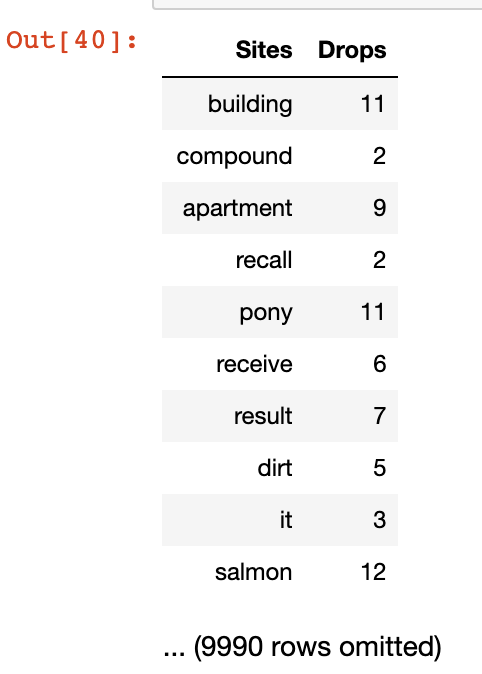 Out[40]:
Sites Drops
building 11
compound 2
apartment 9
recall 2
pony 11
receive 6
result 7
dirt 5
it 3
salmon 12
... (9990 rows omitted)